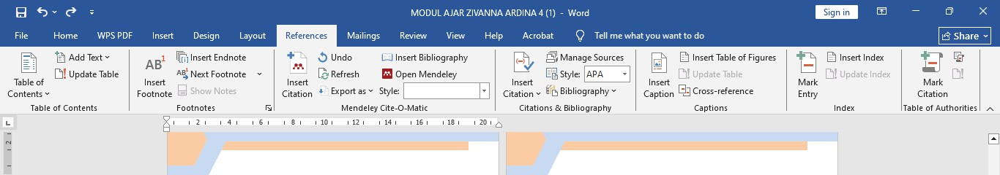 MODUL AJAR ZIVANNA ARDINA 4 (1) - Word
Sign in
File Home WPS PDF Insert Design Layout References Mailings Review View Help Acrobat Tell me what you want to do Share
Table of Contents
Add Text
Update Table
Table of Contents
AB1
Insert Footnote
Insert Endnote
AB1 Next Footnote
Show Notes
Footnotes
Insert Citation
Undo
Refresh
Export as
Insert Bibliography
Open Mendeley
Style:
Mendeley Cite-O-Matic
Insert Citation
Manage Sources
Style: APA
Bibliography
Citations & Bibliography
Insert Caption
Insert Table of Figures
Update Table
Cross-reference
Captions
Mark Entry
Insert Index
Update Index
Index
Mark Citation
Table of Authorities
2 4 6 8 10 12 14 16 18 20
2